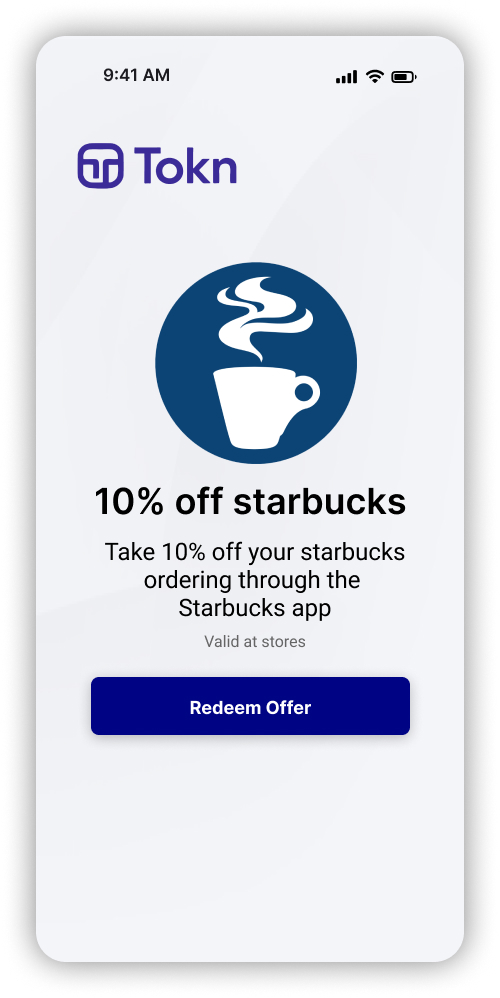 9:41 AM
Tokn
10% off starbucks
Take 10% off your starbucks
ordering through the
Starbucks app
Valid at stores
Redeem Offer